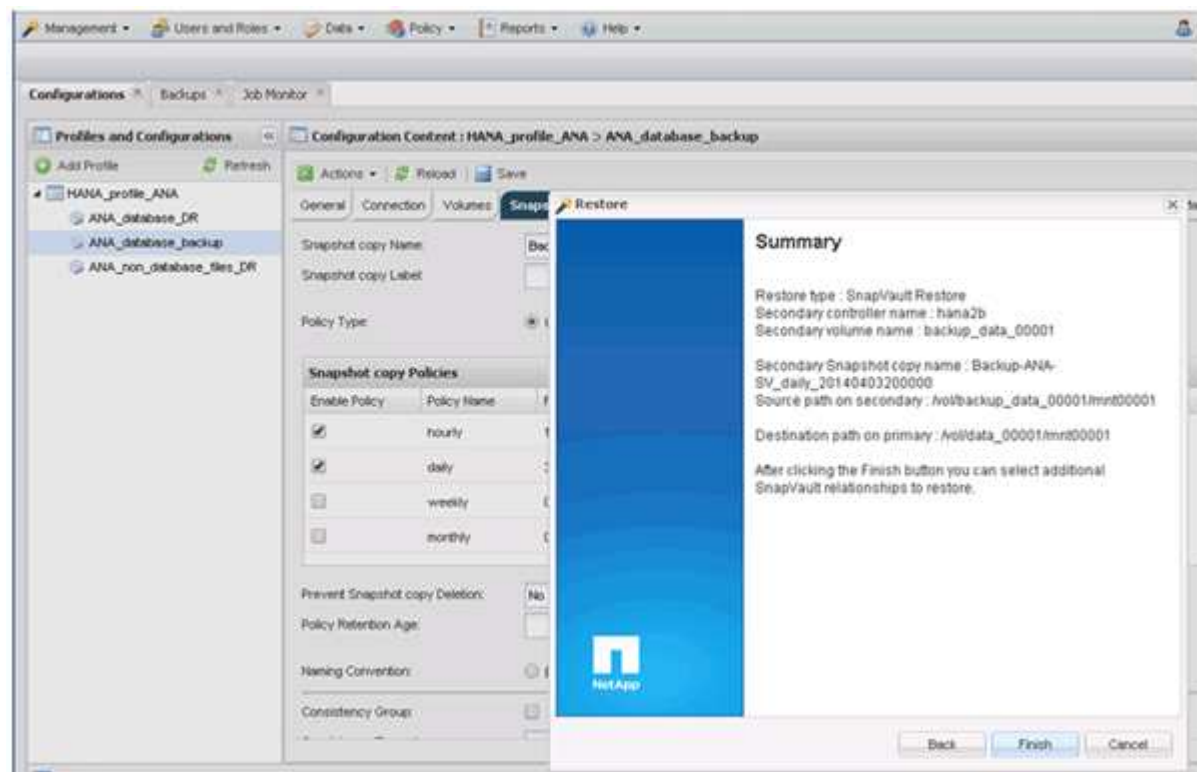 Management
Users and Roles
Data
Policy
Reports
Help
Configurations
Backups
Job Monitor
Profiles and Configurations
Configuration Content : HANA_profile_ANA > ANA_database_backup
Add Profile
Refresh
Actions
Reload
Save
HANA_profile_ANA
ANA_database_DR
ANA_database_backup
ANA_non_database_files_DR
General
Connection
Volumes
Snaps
Snapshot copy Name:
Bac
Snapshot copy Label:
Policy Type:
Snapshot copy Policies
Enable Policy
Policy Name
hourly
daily
weekly
monthly
Prevent Snapshot copy Deletion:
No
Policy Retention Age:
Naming Convention:
Consistency Group:
Restore
Summary
Restore type : SnapVault Restore
Secondary controller name : hana2b
Secondary volume name : backup_data_00001
Secondary Snapshot copy name : Backup-ANA-
SV_daily_20140403200000
Source path on secondary : /vol/backup_data_00001/mnt00001
Destination path on primary : /vol/data_00001/mnt00001
After clicking the Finish button you can select additional
SnapVault relationships to restore.
NetApp
Back
Finish
Cancel